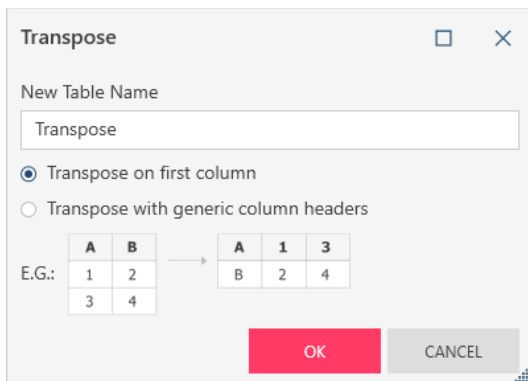 Transpose
New Table Name
Transpose
Transpose on first column
Transpose with generic column headers
E.G.:
A B
1 2
3 4
A 1 3
B 2 4
OK CANCEL